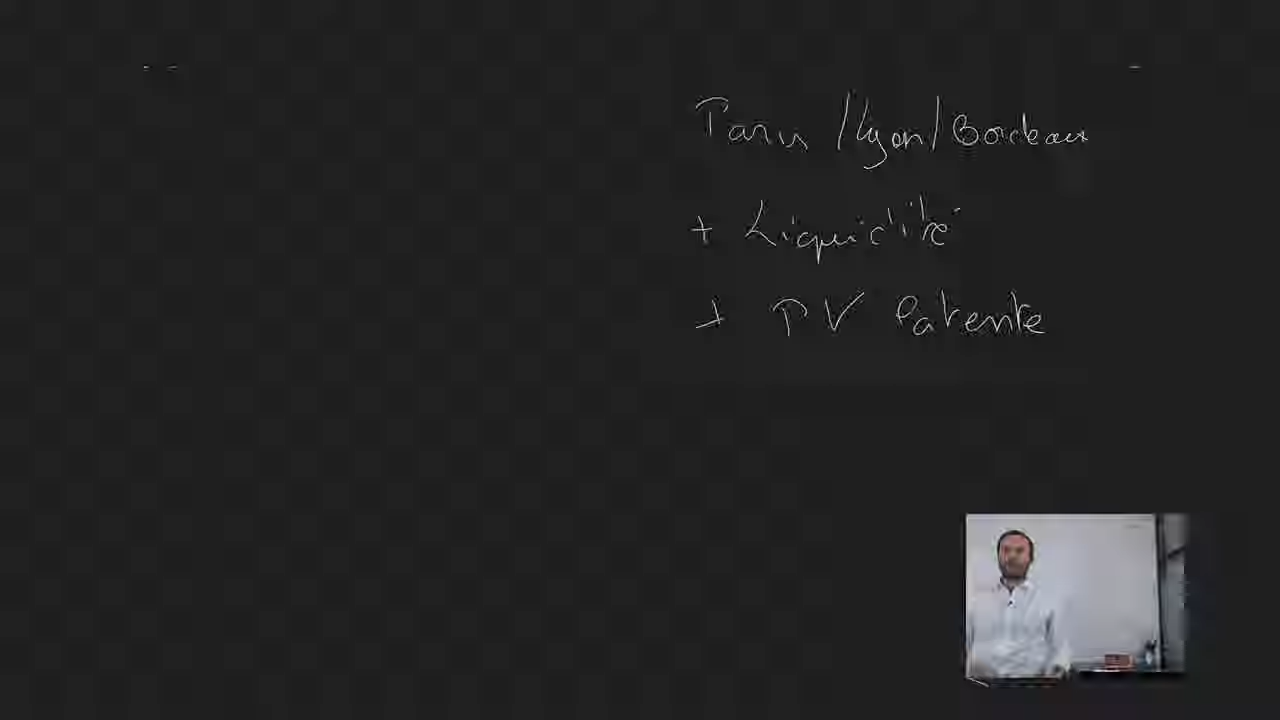 Paris / Lyon / Bordeaux
+ Liquidité
+ PV latente